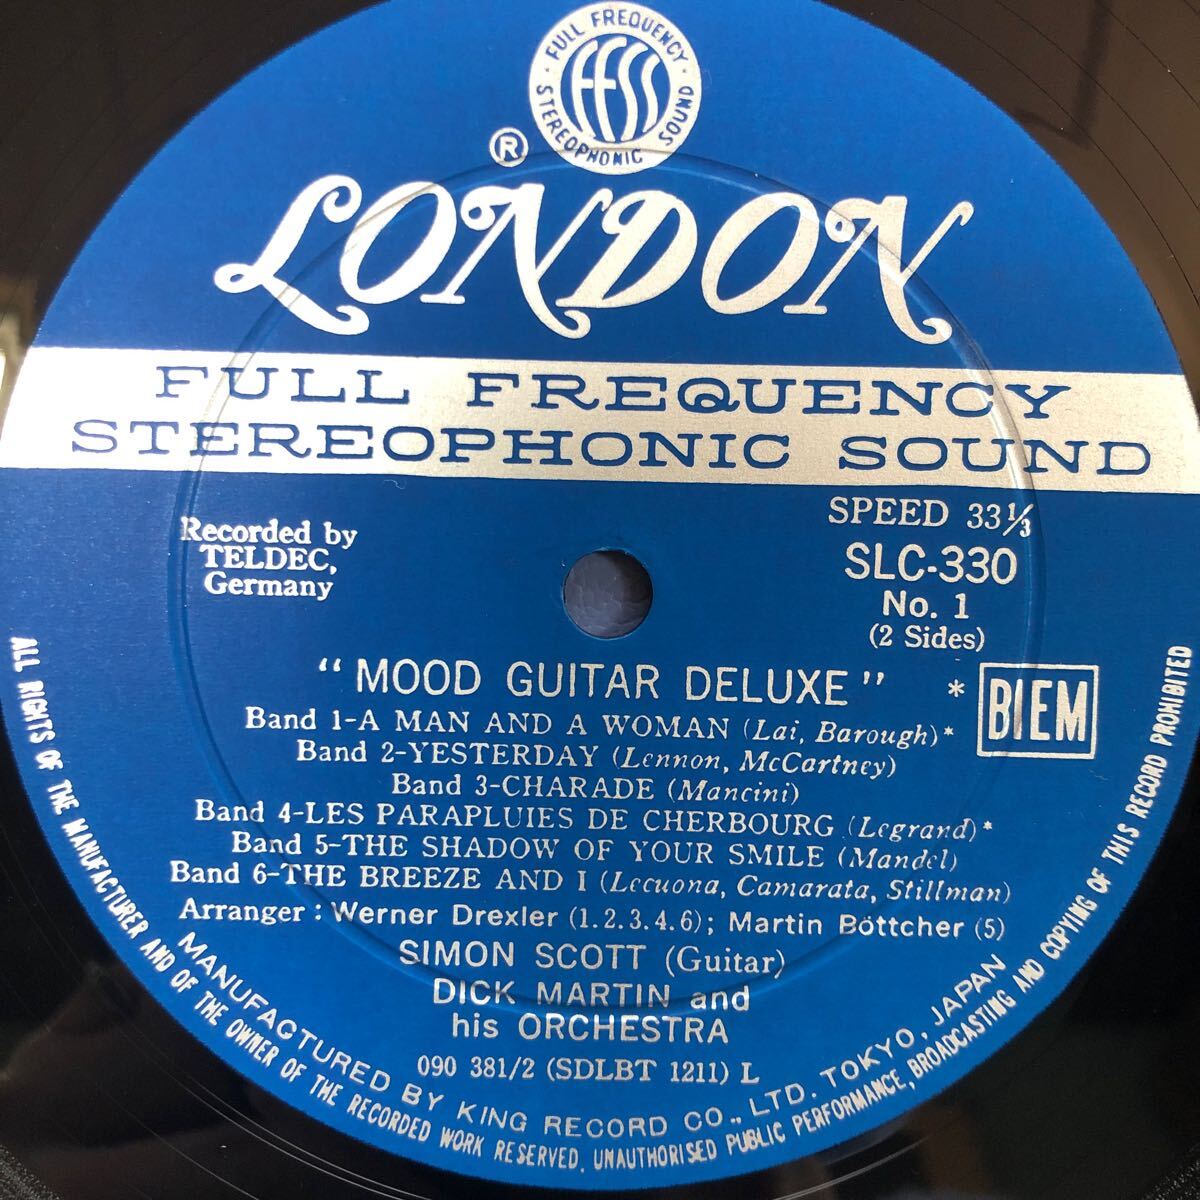 · FULL FREQUENCY · STEREOPHONIC SOUND
FFSS
®
LONDON
FULL FREQUENCY
STEREOPHONIC SOUND
Recorded by
TELDEC,
Germany
SPEED 33⅓
SLC-330
No. 1
(2 Sides)
"MOOD GUITAR DELUXE"
* BIEM
Band 1-A MAN AND A WOMAN (Lai, Barough)*
Band 2-YESTERDAY (Lennon, McCartney)
Band 3-CHARADE (Mancini)
Band 4-LES PARAPLUIES DE CHERBOURG (Legrand)*
Band 5-THE SHADOW OF YOUR SMILE (Mandel)
Band 6-THE BREEZE AND I (Lecuona, Camarata, Stillman)
Arranger : Werner Drexler (1.2.3.4.6); Martin Böttcher (5)
SIMON SCOTT (Guitar)
DICK MARTIN and
his ORCHESTRA
090 381/2 (SDLBT 1211) L
MANUFACTURED BY KING RECORD CO., LTD. TOKYO, JAPAN
ALL RIGHTS OF THE MANUFACTURER AND OF THE OWNER OF THE RECORDED WORK RESERVED, UNAUTHORISED PUBLIC PERFORMANCE, BROADCASTING AND COPYING OF THIS RECORD PROHIBITED